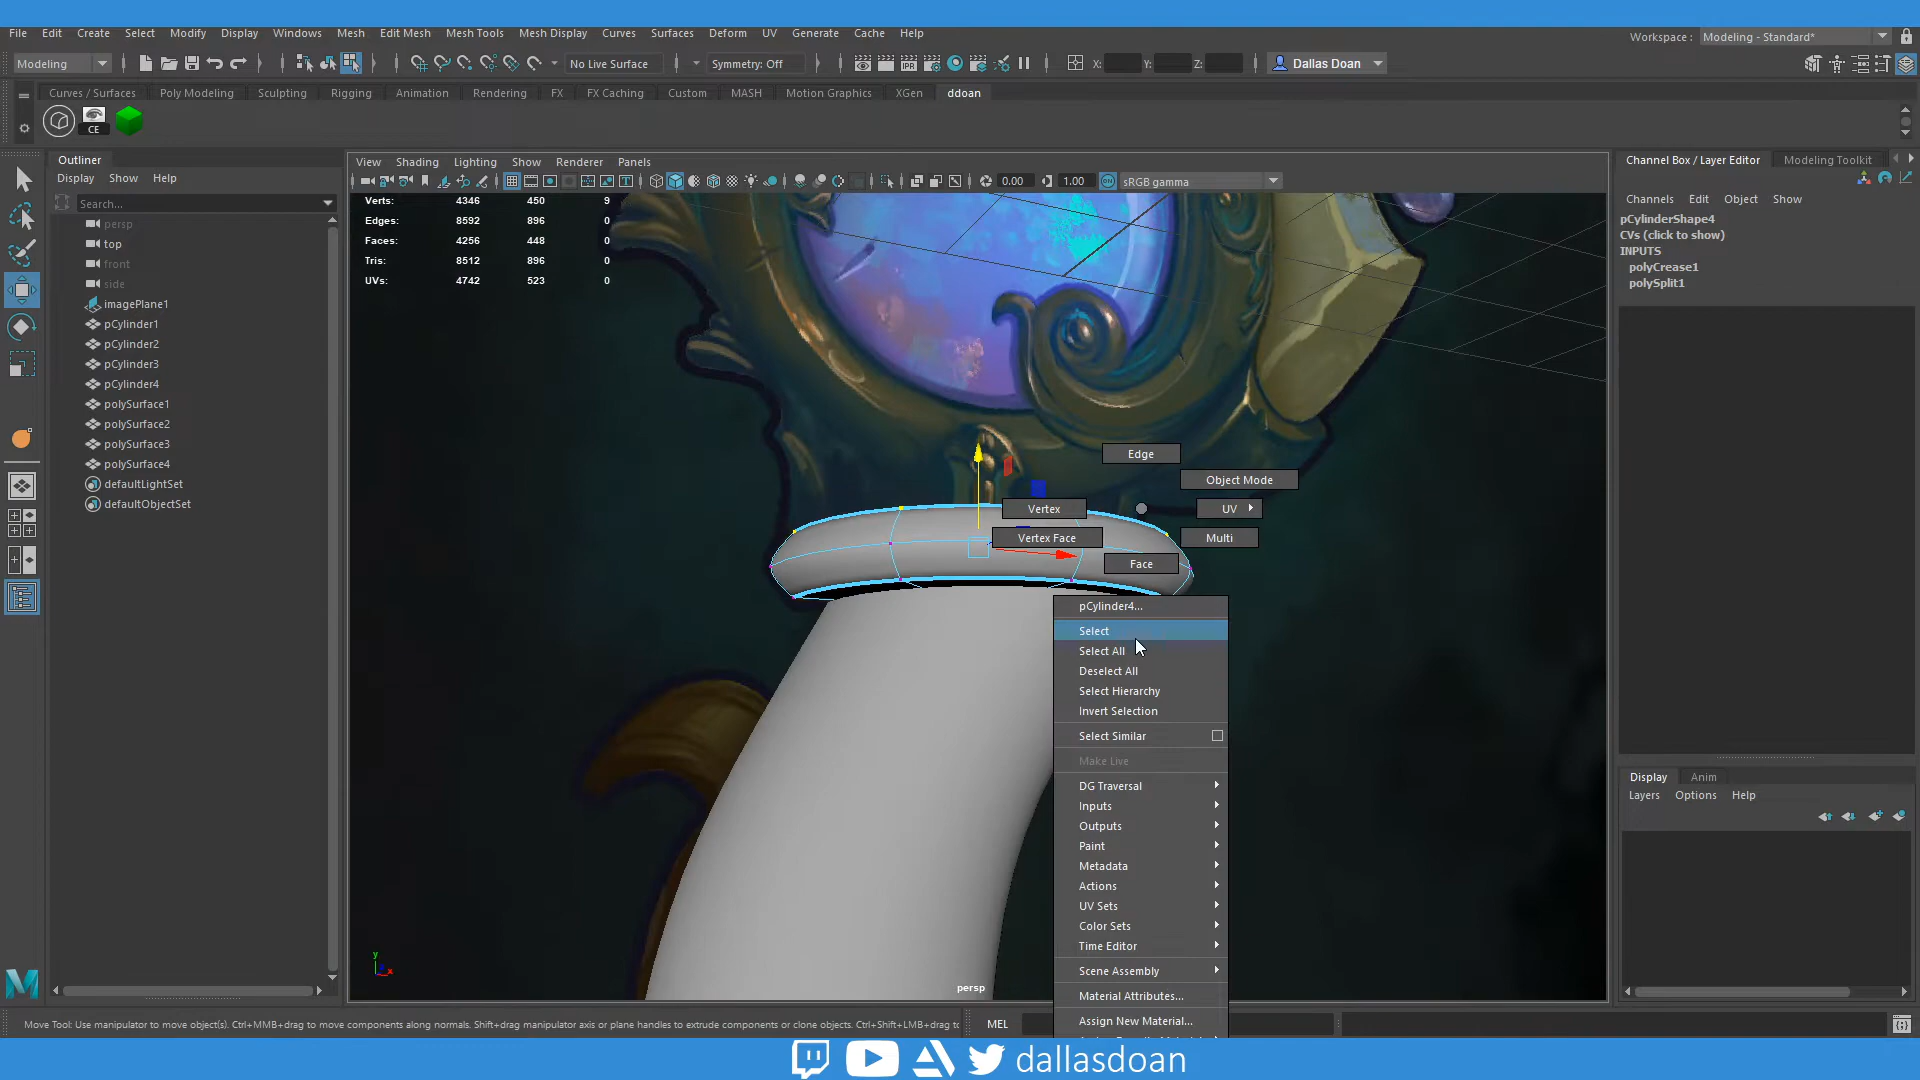 File Edit Create Select Modify Display Windows Mesh Edit Mesh Mesh Tools Mesh Display Curves Surfaces Deform UV Generate Cache Help
Workspace : Modeling - Standard*
Modeling No Live Surface Symmetry: Off X: Y: Z: Dallas Doan
Curves / Surfaces Poly Modeling Sculpting Rigging Animation Rendering FX FX Caching Custom MASH Motion Graphics XGen ddoan
CE
Outliner
Display Show Help
Search...
persp
top
front
side
imagePlane1
pCylinder1
pCylinder2
pCylinder3
pCylinder4
polySurface1
polySurface2
polySurface3
polySurface4
defaultLightSet
defaultObjectSet
View Shading Lighting Show Renderer Panels
0.00 1.00 ON sRGB gamma
Verts: 4346 450 9
Edges: 8592 896 0
Faces: 4256 448 0
Tris: 8512 896 0
UVs: 4742 523 0
Edge
Object Mode
Vertex
UV
Vertex Face
Multi
Face
pCylinder4...
Select
Select All
Deselect All
Select Hierarchy
Invert Selection
Select Similar
Make Live
DG Traversal
Inputs
Outputs
Paint
Metadata
Actions
UV Sets
Color Sets
Time Editor
Scene Assembly
Material Attributes...
Assign New Material...
y
x
persp
Channel Box / Layer Editor Modeling Toolkit
Channels Edit Object Show
pCylinderShape4
CVs (click to show)
INPUTS
polyCrease1
polySplit1
Display Anim
Layers Options Help
Move Tool: Use manipulator to move object(s). Ctrl+MMB+drag to move components along normals. Shift+drag manipulator axis or plane handles to extrude components or clone objects. Ctrl+Shift+LMB+drag to
MEL
dallasdoan